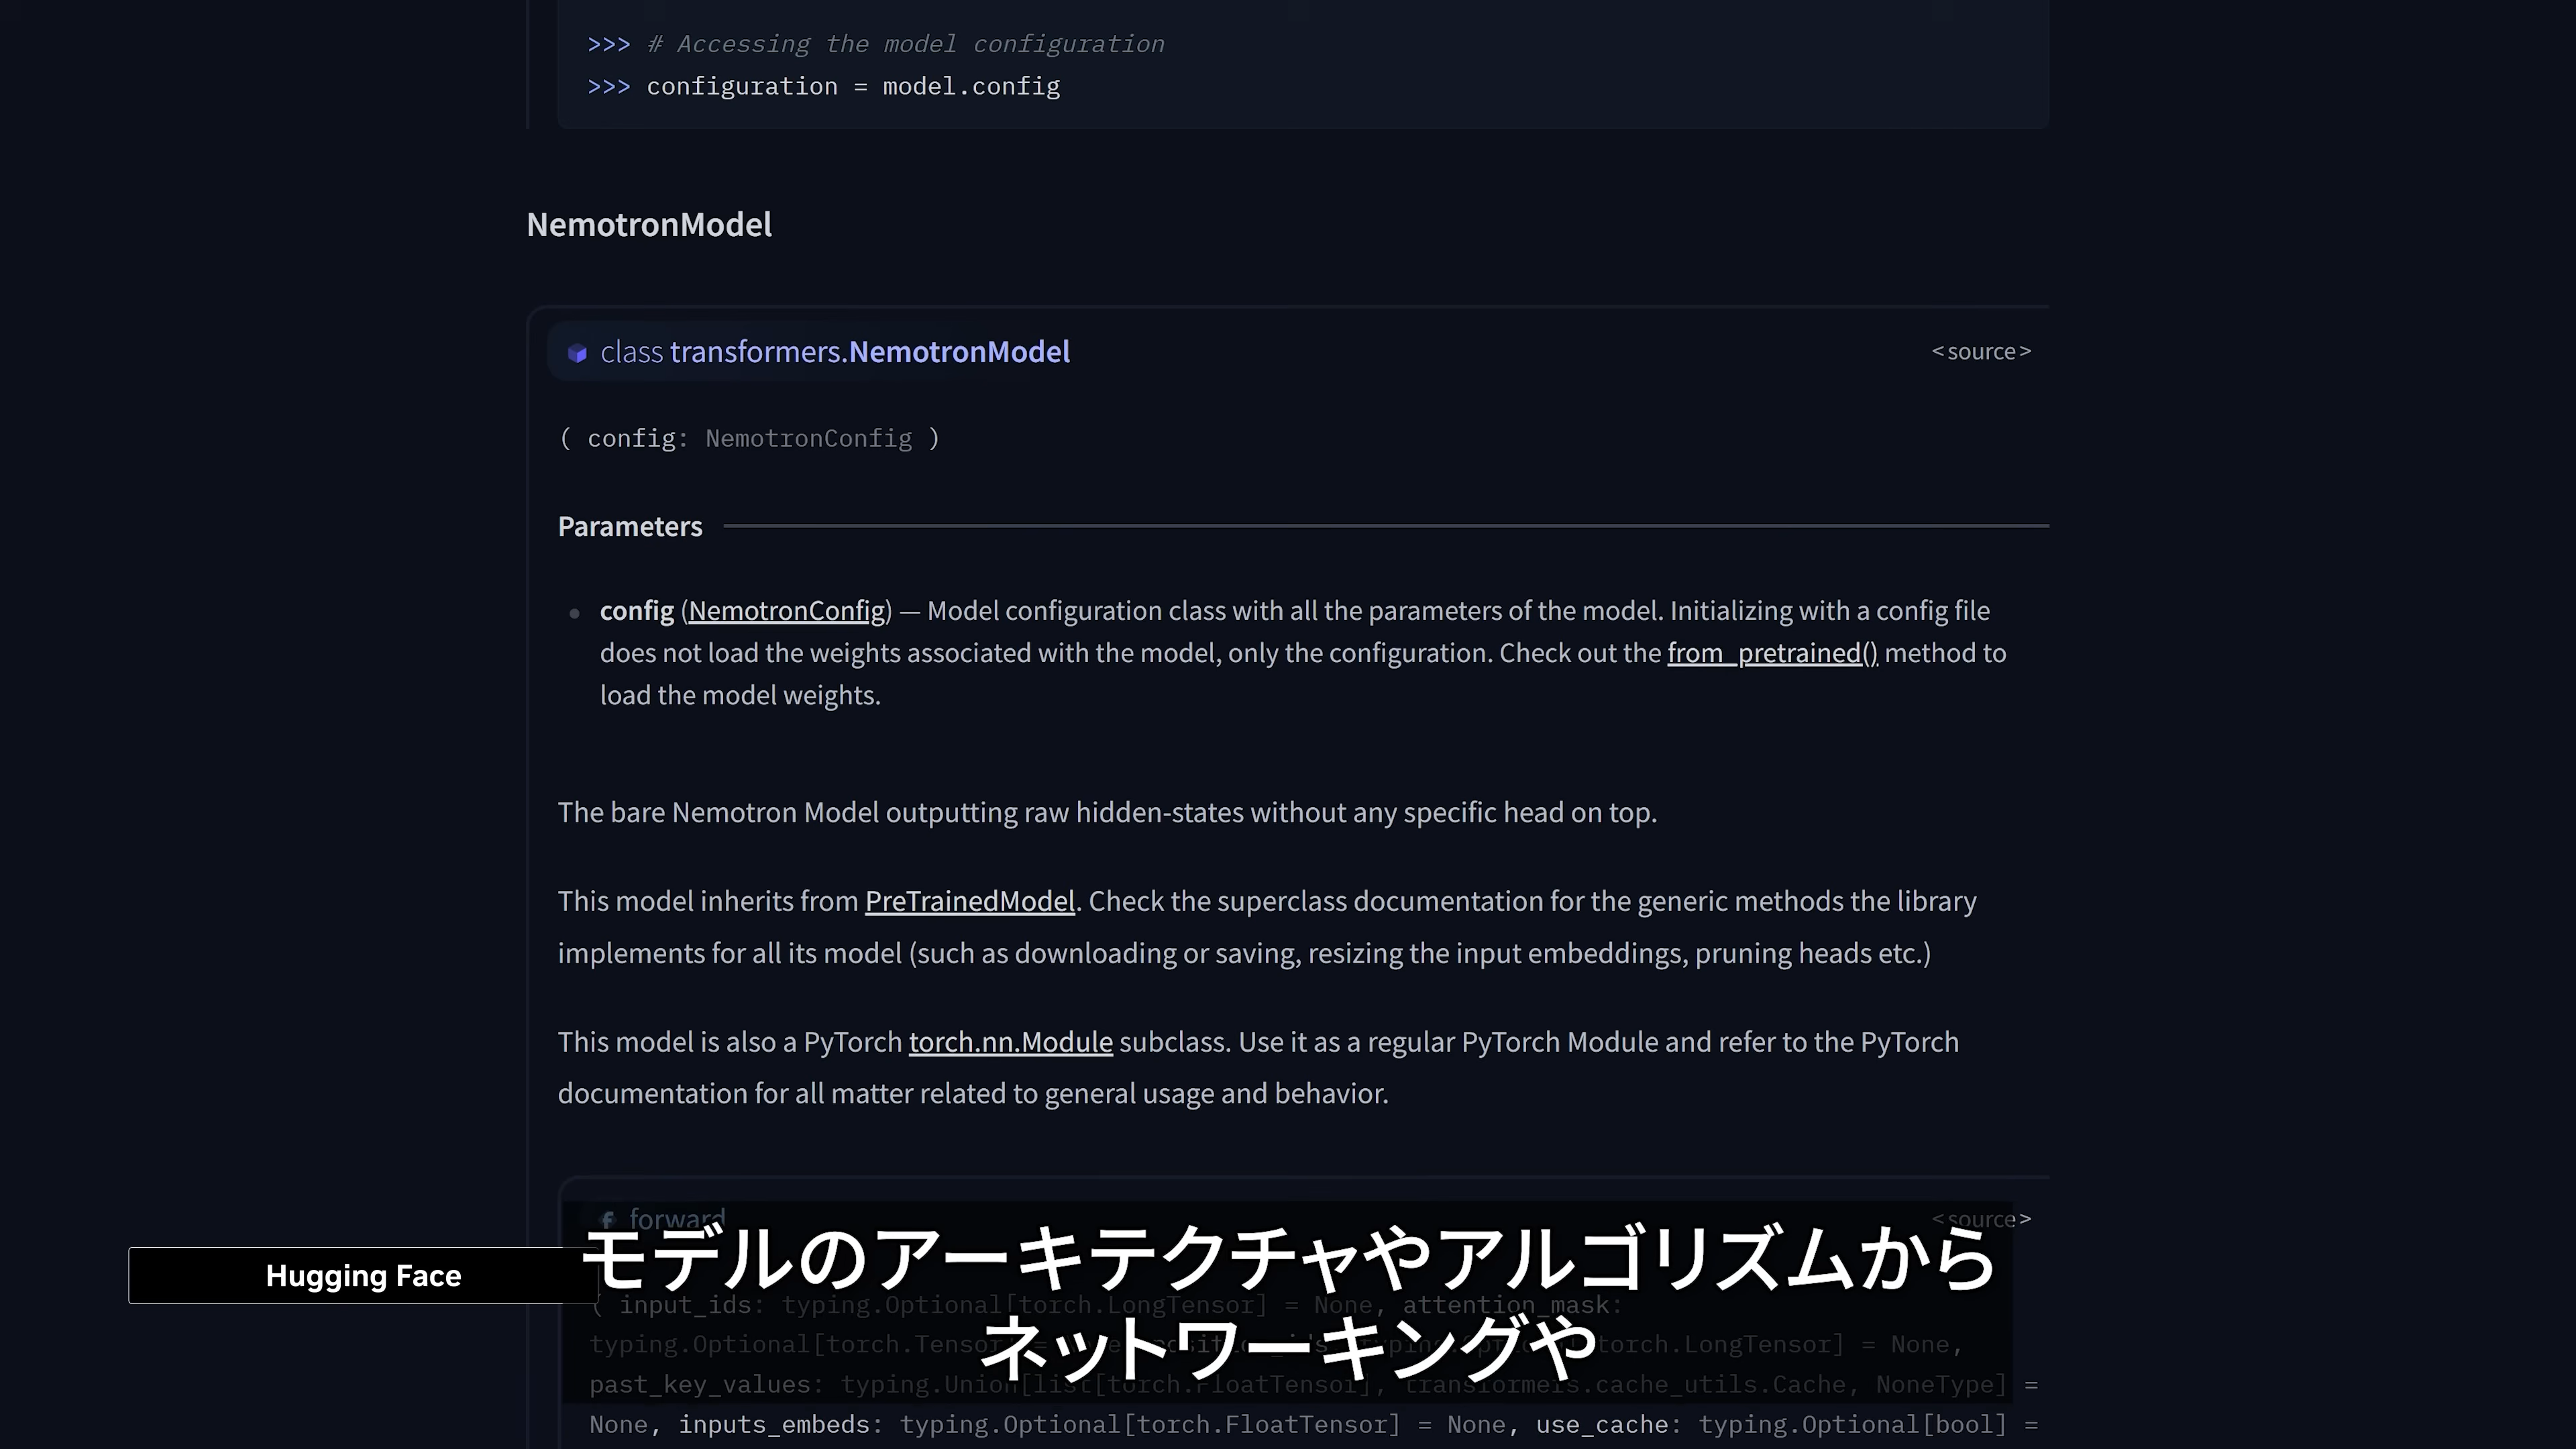 >>> # Accessing the model configuration
>>> configuration = model.config
NemotronModel
class transformers.NemotronModel
<source>
( config: NemotronConfig )
Parameters
config (NemotronConfig) — Model configuration class with all the parameters of the model. Initializing with a config file
does not load the weights associated with the model, only the configuration. Check out the from_pretrained() method to
load the model weights.
The bare Nemotron Model outputting raw hidden-states without any specific head on top.
This model inherits from PreTrainedModel. Check the superclass documentation for the generic methods the library
implements for all its model (such as downloading or saving, resizing the input embeddings, pruning heads etc.)
This model is also a PyTorch torch.nn.Module subclass. Use it as a regular PyTorch Module and refer to the PyTorch
documentation for all matter related to general usage and behavior.
f forward
<source>
モデルのアーキテクチャやアルゴリズムから
Hugging Face
( input_ids: typing.Optional[torch.LongTensor] = None, attention_mask:
ネットワーキングや
typing.Optional[torch.Tensor torch.LongTensor] = None,
past_key_values: typing.Union[list[torch.FloatTensor], transformers.cache_utils.Cache, NoneType] =
None, inputs_embeds: typing.Optional[torch.FloatTensor] = None, use_cache: typing.Optional[bool] =